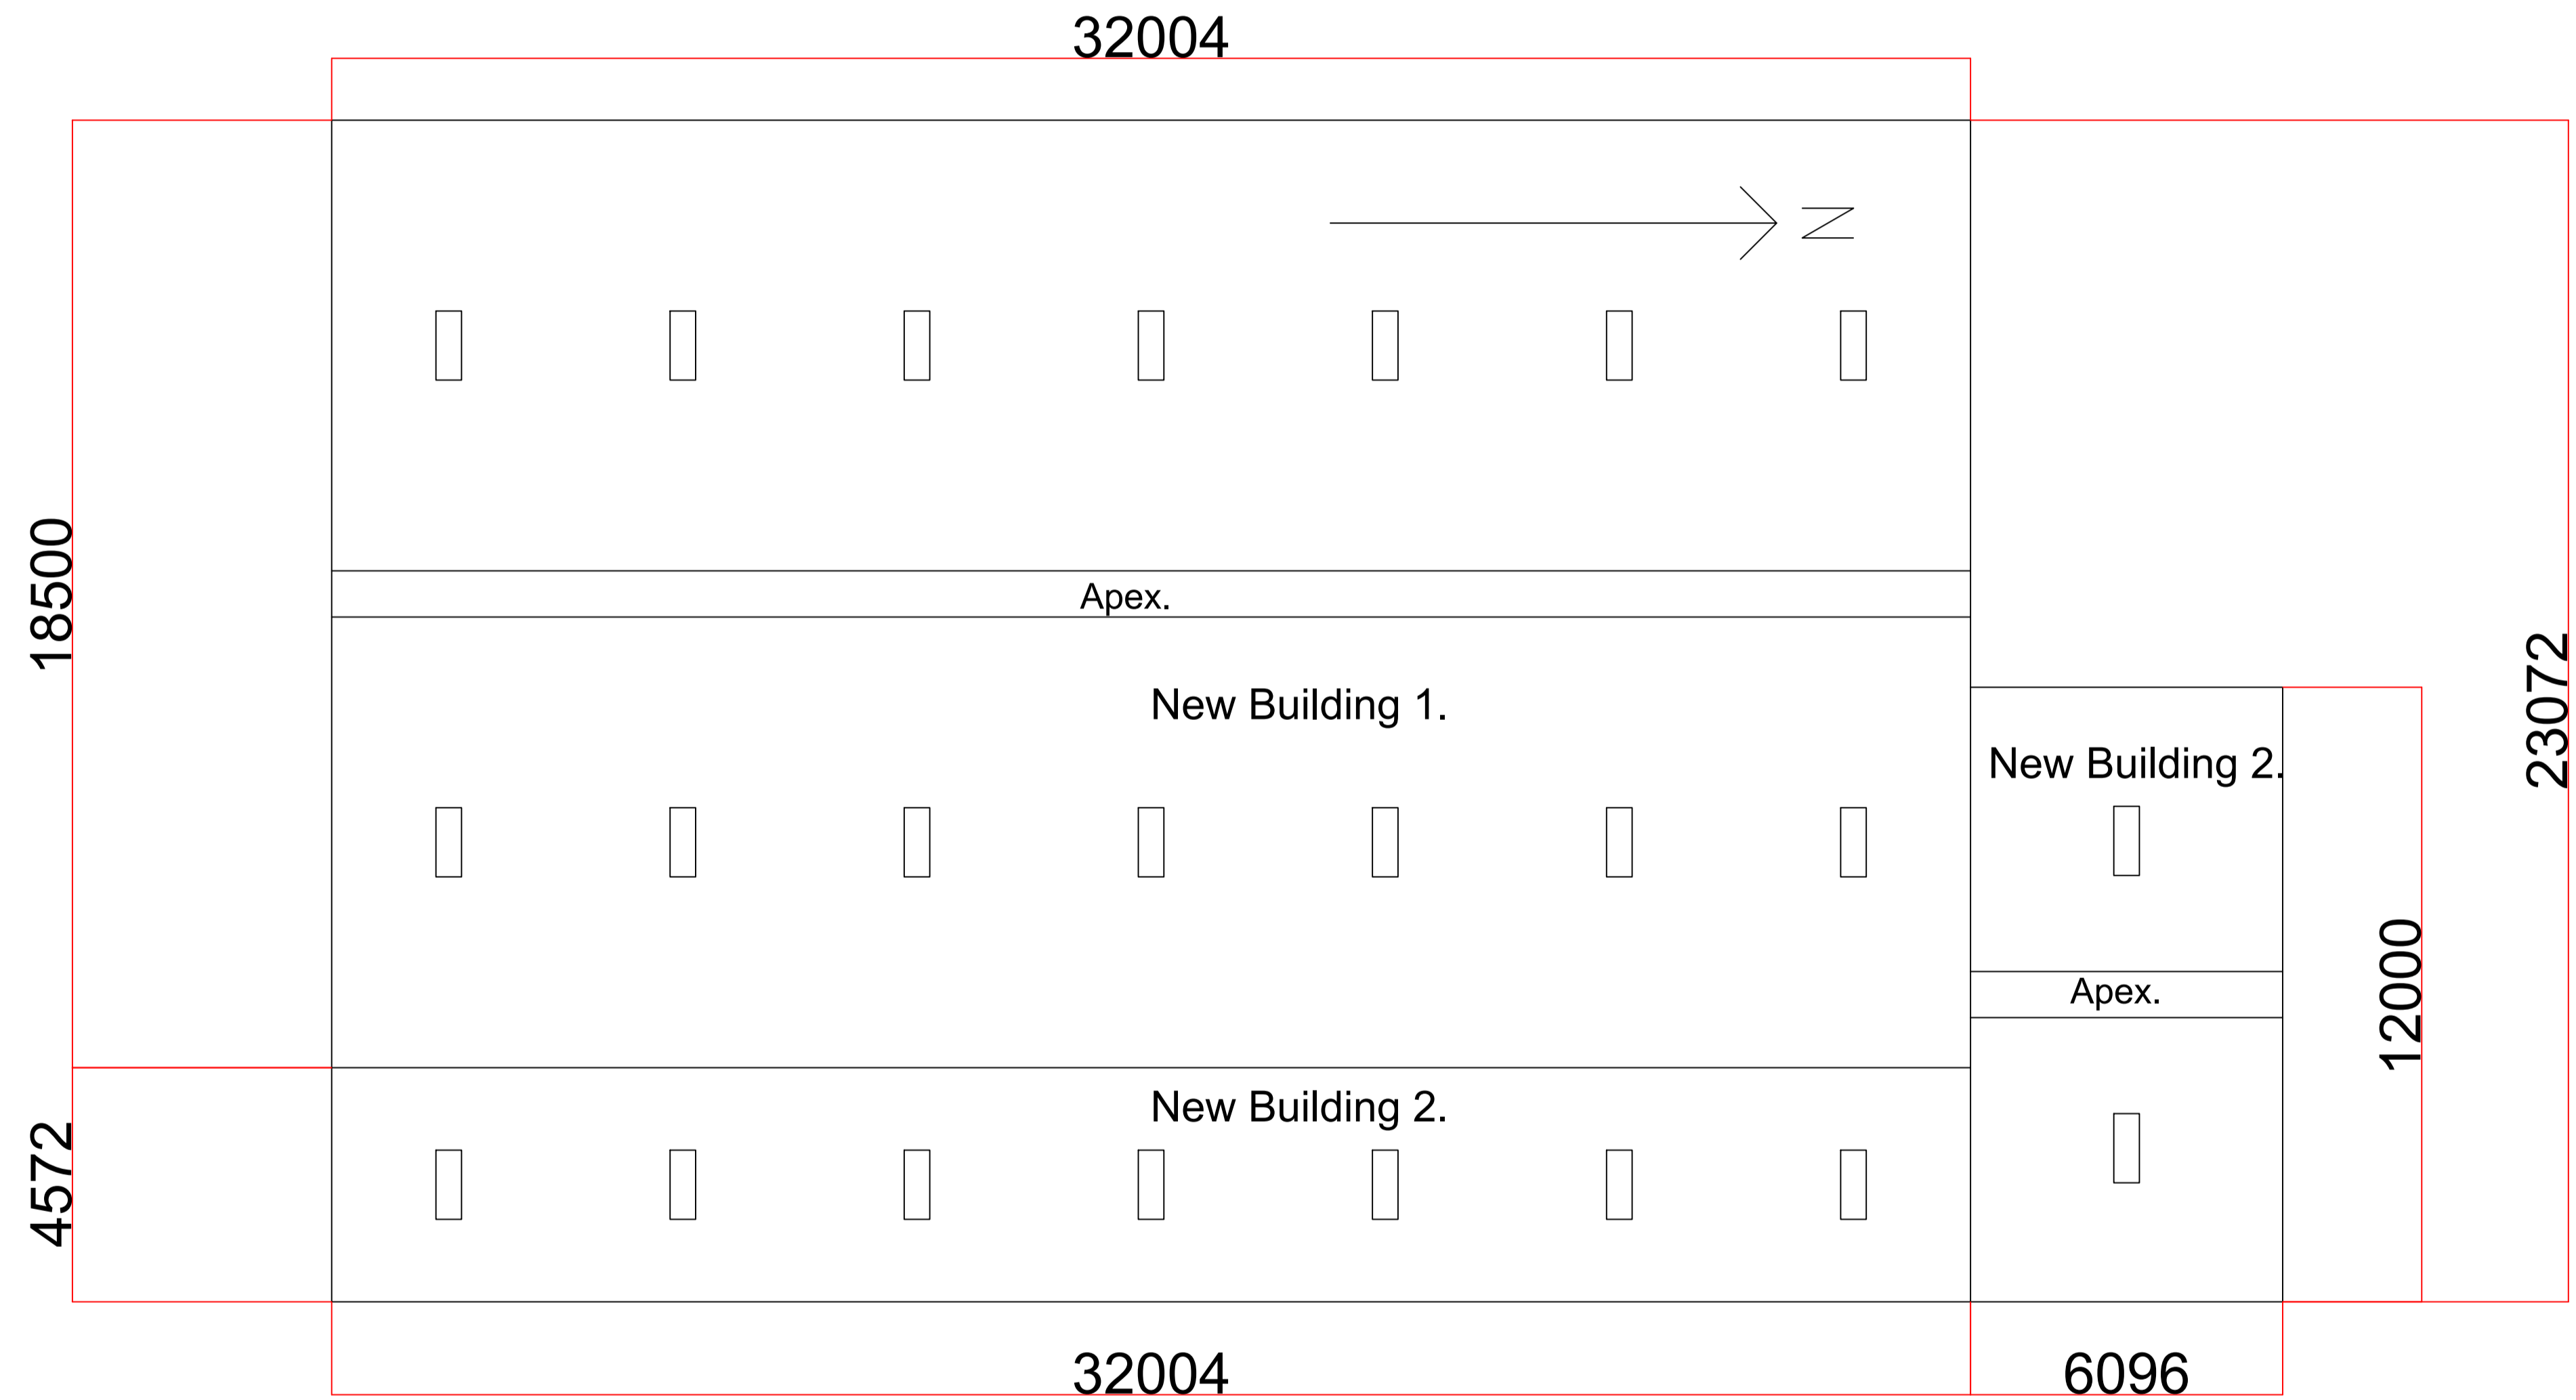 32004
N
18500
Apex.
23072
New Building 1.
New Building 2.
12000
Apex.
New Building 2.
4572
32004
6096